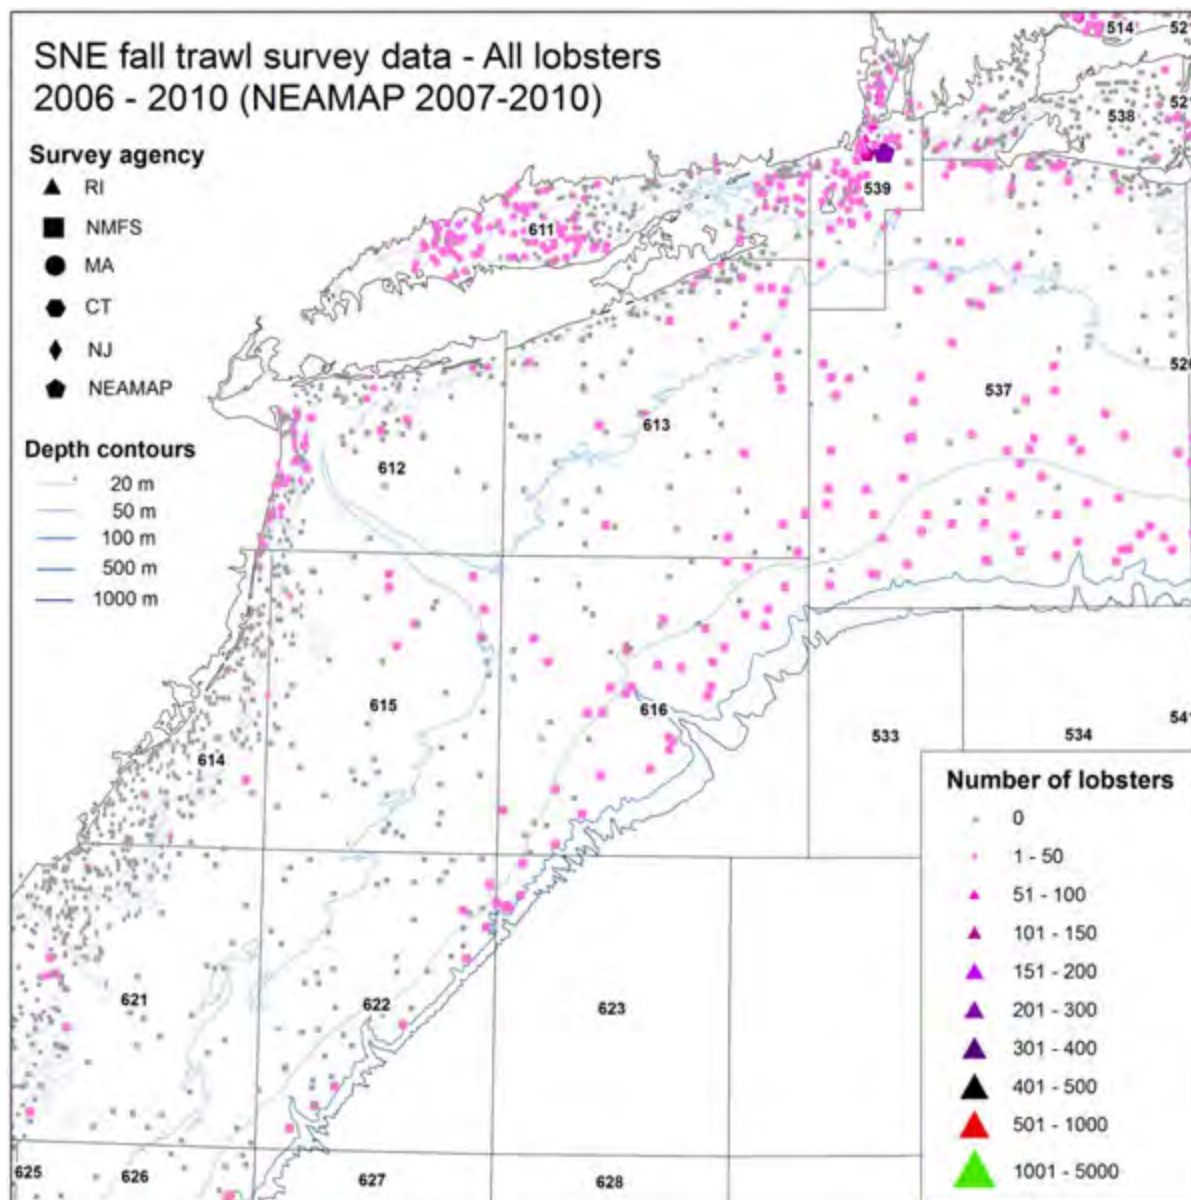 SNE fall trawl survey data - All lobsters
2006 - 2010 (NEAMAP 2007-2010)
Survey agency
RI
NMFS
MA
CT
NJ
NEAMAP
Depth contours
20 m
50 m
100 m
500 m
1000 m
514
538
539
611
537
613
612
615
616
614
533
534
621
622
623
625
626
627
628
Number of lobsters
0
1 - 50
51 - 100
101 - 150
151 - 200
201 - 300
301 - 400
401 - 500
501 - 1000
1001 - 5000